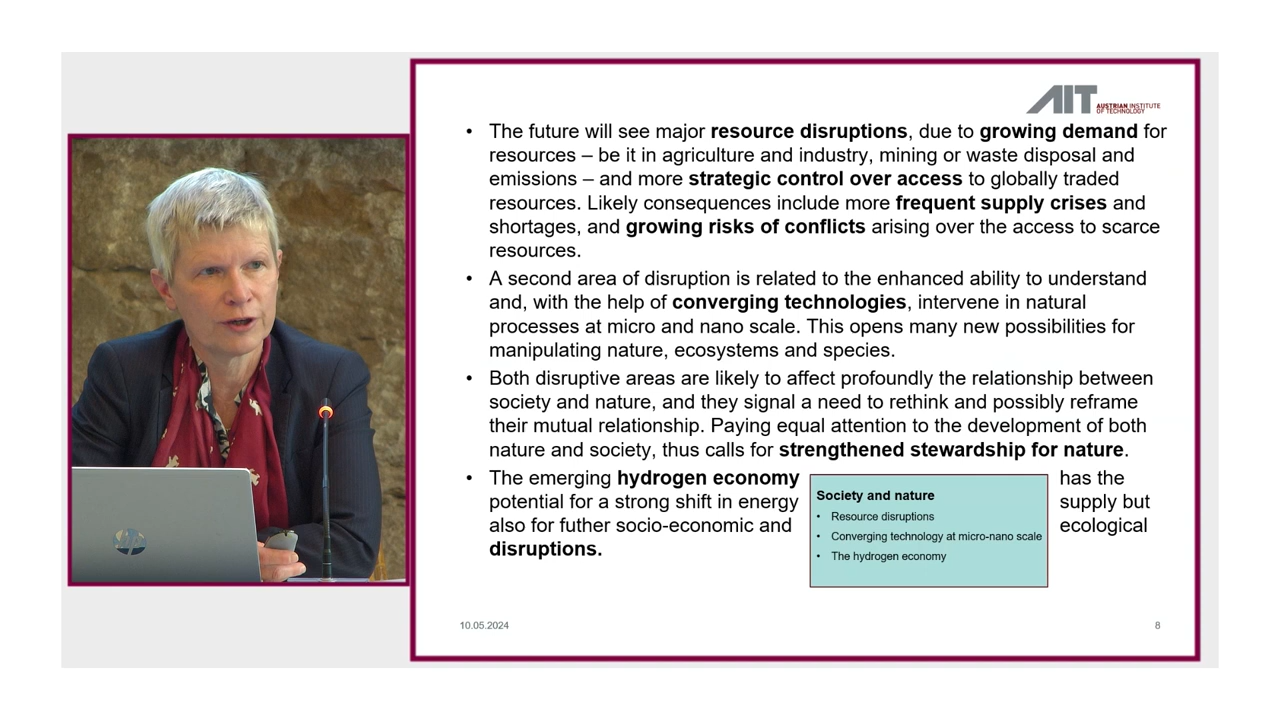 AIT AUSTRIAN INSTITUTE
OF TECHNOLOGY
• The future will see major resource disruptions, due to growing demand for
resources – be it in agriculture and industry, mining or waste disposal and
emissions – and more strategic control over access to globally traded
resources. Likely consequences include more frequent supply crises and
shortages, and growing risks of conflicts arising over the access to scarce
resources.
• A second area of disruption is related to the enhanced ability to understand
and, with the help of converging technologies, intervene in natural
processes at micro and nano scale. This opens many new possibilities for
manipulating nature, ecosystems and species.
• Both disruptive areas are likely to affect profoundly the relationship between
society and nature, and they signal a need to rethink and possibly reframe
their mutual relationship. Paying equal attention to the development of both
nature and society, thus calls for strengthened stewardship for nature.
• The emerging hydrogen economy has the
potential for a strong shift in energy supply but
also for futher socio-economic and ecological
disruptions.
Society and nature
• Resource disruptions
• Converging technology at micro-nano scale
• The hydrogen economy
10.05.2024 8
hp